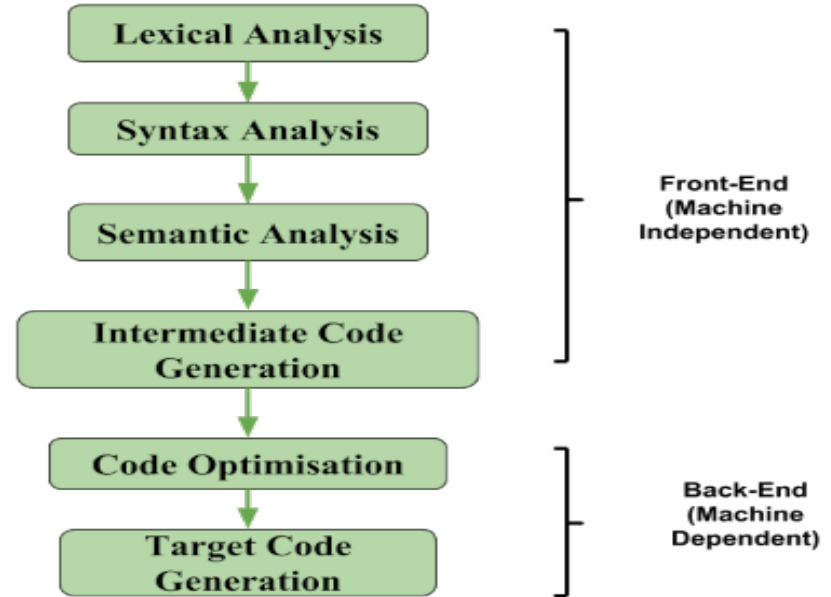 Lexical Analysis
Syntax Analysis
Semantic Analysis
Intermediate Code
Generation
Front-End
(Machine
Independent)
Code Optimisation
Target Code
Generation
Back-End
(Machine
Dependent)